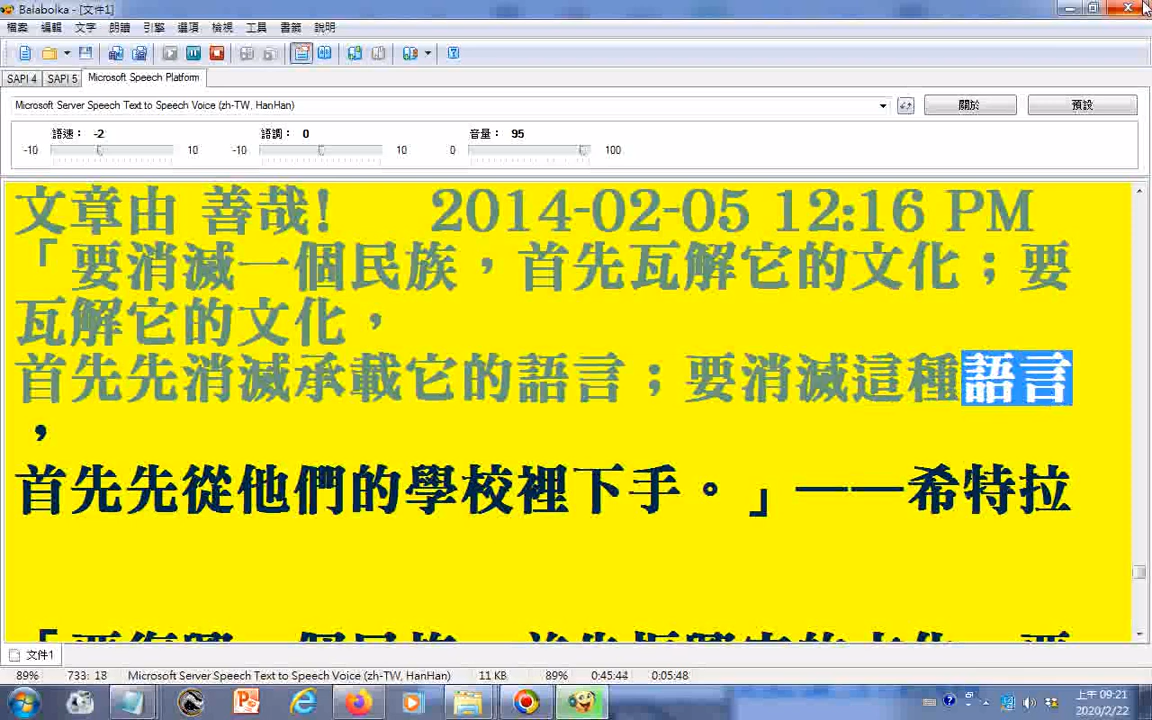 Balabolka - [文件1]
檔案 編輯 文字 朗讀 引擎 選項 檢視 工具 書籤 說明
SAPI 4 SAPI 5 Microsoft Speech Platform
Microsoft Server Speech Text to Speech Voice (zh-TW, HanHan) 關於 預設
語速： -2 語調： 0 音量： 95
-10 10 -10 10 0 100
文章由 善哉! 2014-02-05 12:16 PM
「要消滅一個民族，首先瓦解它的文化；要
瓦解它的文化，
首先先消滅承載它的語言；要消滅這種語言
，
首先先從他們的學校裡下手。」——希特拉
文件1
89% 733: 18 Microsoft Server Speech Text to Speech Voice (zh-TW, HanHan) 11 KB 89% 0:45:44 0:05:48
上午 09:21
2020/2/22